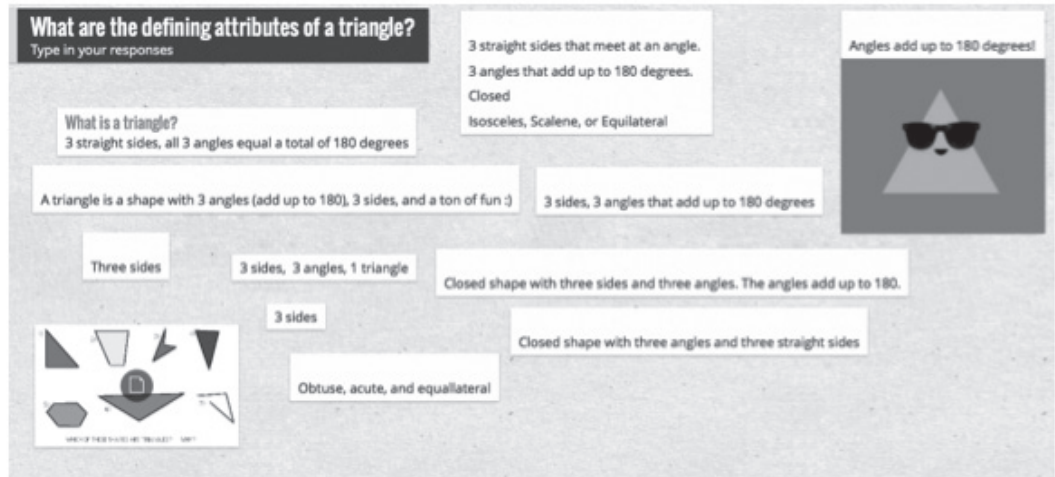 What are the defining attributes of a triangle?
Type in your responses
3 straight sides that meet at an angle.
3 angles that add up to 180 degrees.
Closed
Isosceles, Scalene, or Equilateral
Angles add up to 180 degrees!
What is a triangle?
3 straight sides, all 3 angles equal a total of 180 degrees
A triangle is a shape with 3 angles (add up to 180), 3 sides, and a ton of fun :)
3 sides, 3 angles that add up to 180 degrees
Three sides
3 sides, 3 angles, 1 triangle
Closed shape with three sides and three angles. The angles add up to 180.
3 sides
Closed shape with three angles and three straight sides
Obtuse, acute, and equallateral